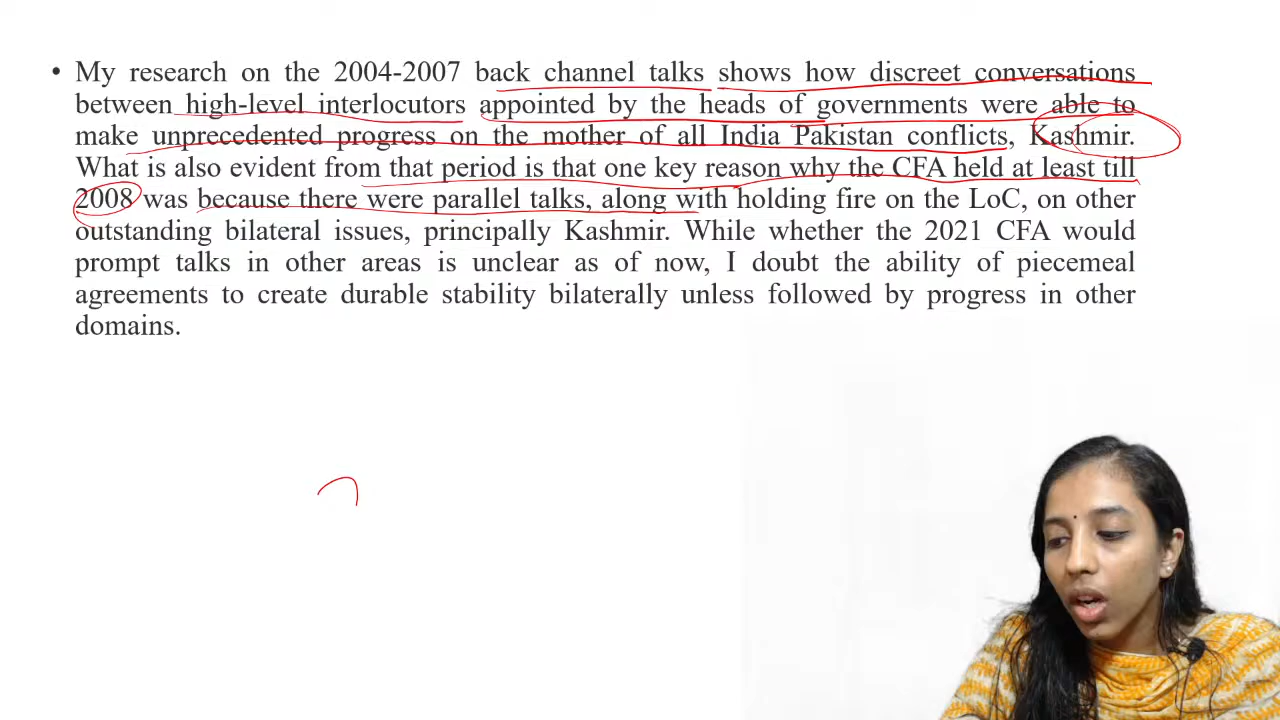 • My research on the 2004-2007 back channel talks shows how discreet conversations
between high-level interlocutors appointed by the heads of governments were able to
make unprecedented progress on the mother of all India Pakistan conflicts, Kashmir.
What is also evident from that period is that one key reason why the CFA held at least till
2008 was because there were parallel talks, along with holding fire on the LoC, on other
outstanding bilateral issues, principally Kashmir. While whether the 2021 CFA would
prompt talks in other areas is unclear as of now, I doubt the ability of piecemeal
agreements to create durable stability bilaterally unless followed by progress in other
domains.